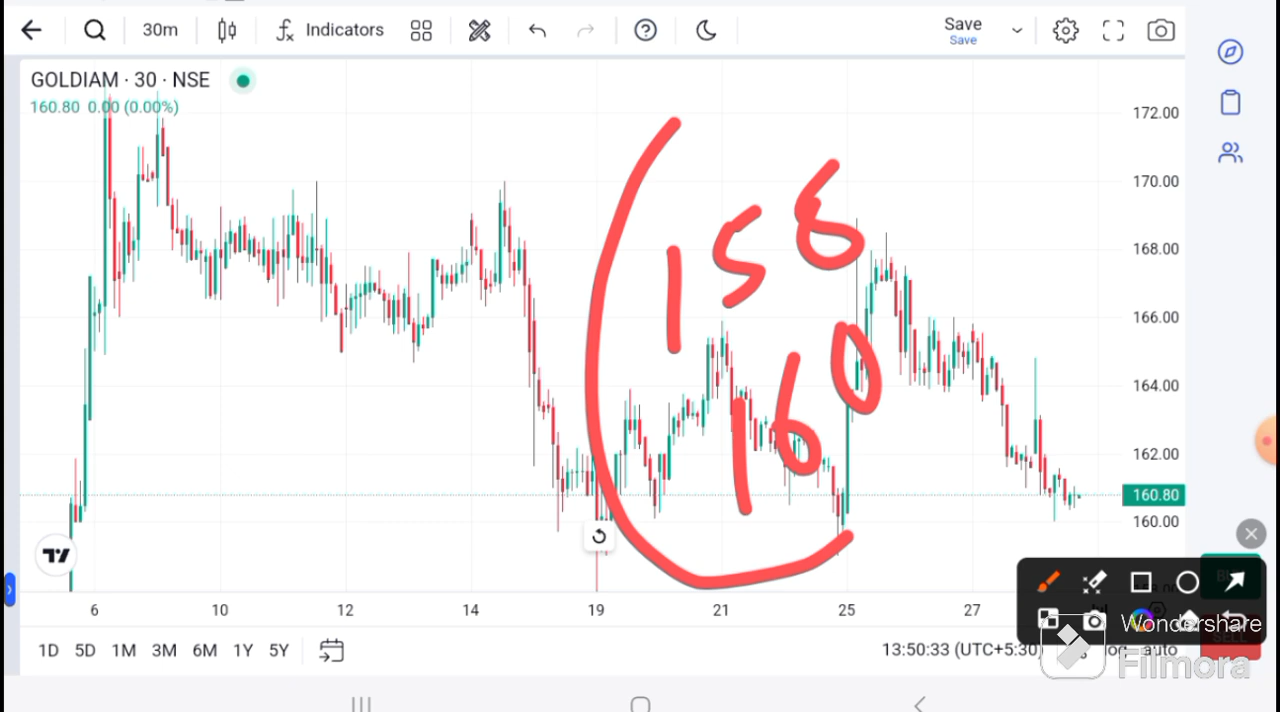 30m Indicators Save
Save
GOLDIAM · 30 · NSE
160.80 0.00 (0.00%)
172.00
170.00
168.00
166.00
164.00
162.00
160.80
160.00
158
160
6 10 12 14 19 21 25 27
1D 5D 1M 3M 6M 1Y 5Y 13:50:33 (UTC+5:30) auto
Wondershare
Filmora